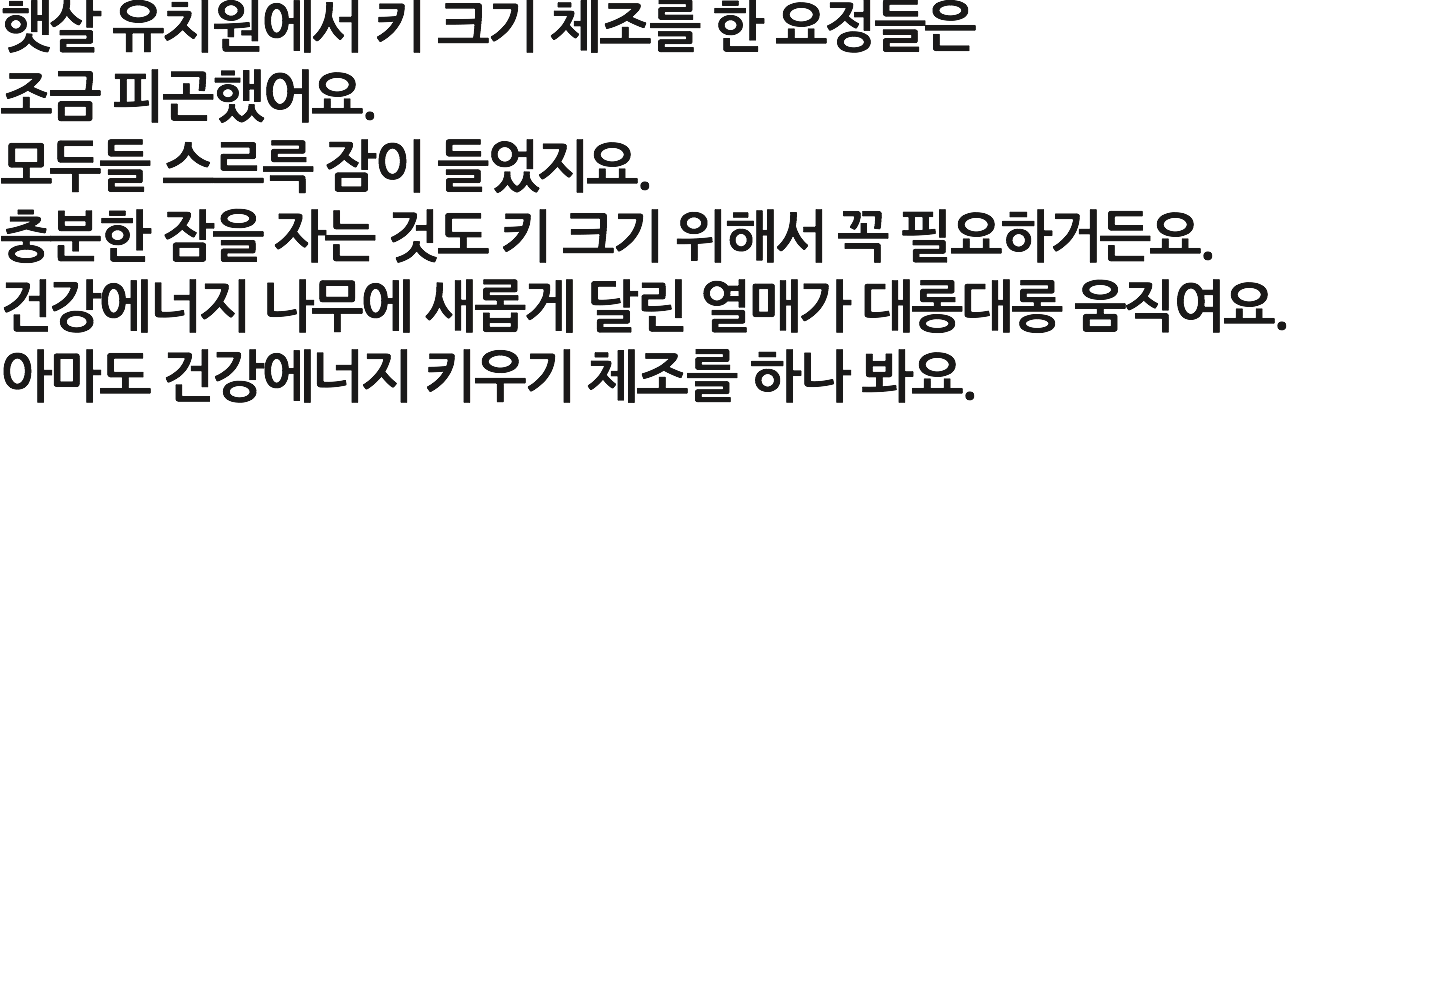 햇살 유치원에서 키 크기 체조를 한 요정들은
조금 피곤했어요.
모두들 스르륵 잠이 들었지요.
충분한 잠을 자는 것도 키 크기 위해서 꼭 필요하거든요.
건강에너지 나무에 새롭게 달린 열매가 대롱대롱 움직여요.
아마도 건강에너지 키우기 체조를 하나 봐요.